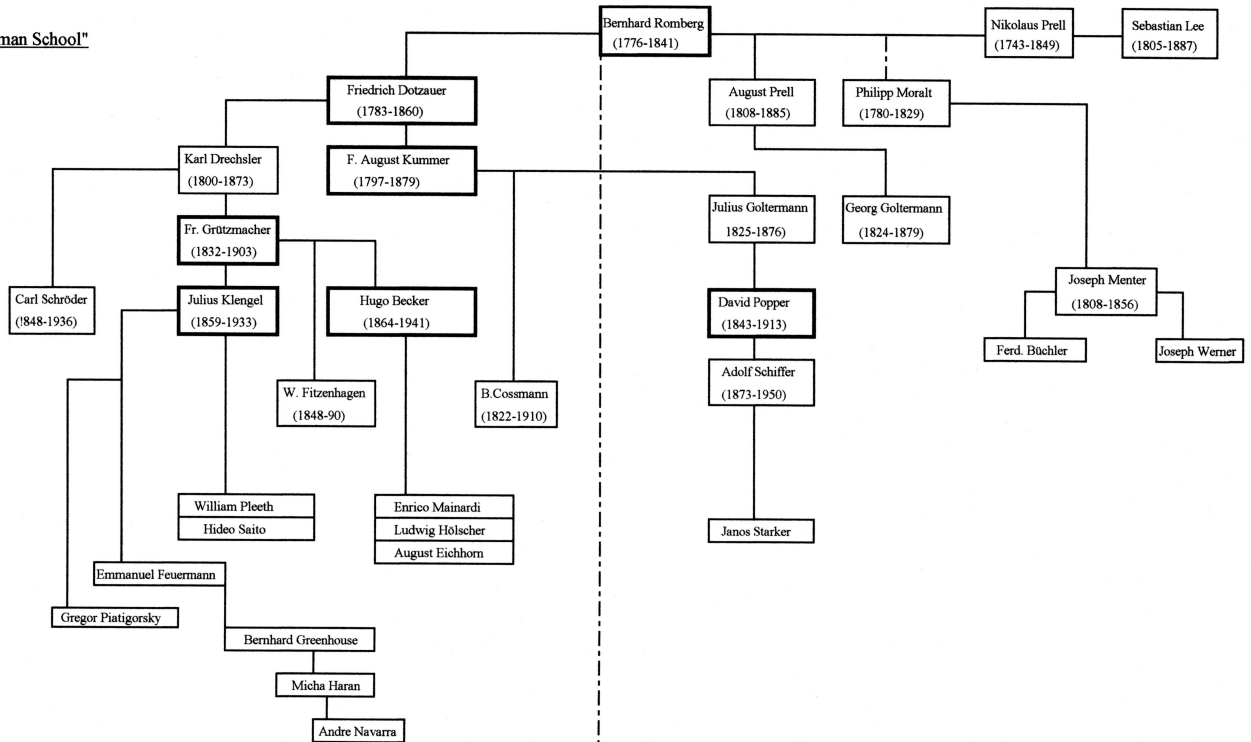 man School"
Bernhard Romberg
(1776-1841)
Nikolaus Prell
(1743-1849)
Sebastian Lee
(1805-1887)
Friedrich Dotzauer
(1783-1860)
August Prell
(1808-1885)
Philipp Moralt
(1780-1829)
Karl Drechsler
(1800-1873)
F. August Kummer
(1797-1879)
Julius Goltermann
1825-1876)
Georg Goltermann
(1824-1879)
Fr. Grützmacher
(1832-1903)
Carl Schröder
(!848-1936)
Julius Klengel
(1859-1933)
Hugo Becker
(1864-1941)
David Popper
(1843-1913)
Joseph Menter
(1808-1856)
Ferd. Büchler
Joseph Werner
W. Fitzenhagen
(1848-90)
B.Cossmann
(1822-1910)
Adolf Schiffer
(1873-1950)
William Pleeth
Hideo Saito
Enrico Mainardi
Ludwig Hölscher
August Eichhorn
Janos Starker
Emmanuel Feuermann
Gregor Piatigorsky
Bernhard Greenhouse
Micha Haran
Andre Navarra